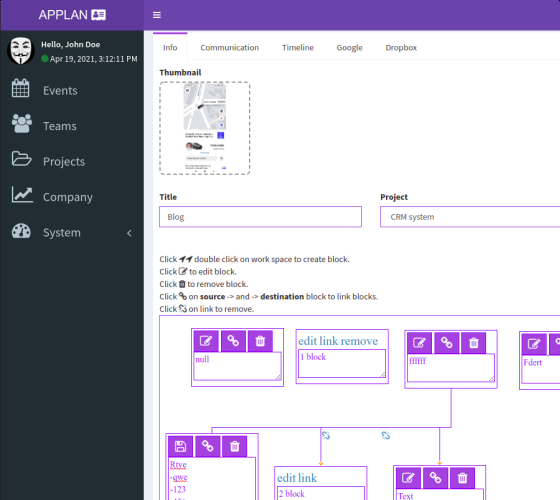 APPLAN
Hello, John Doe
Apr 19, 2021, 3:12:11 PM
Events
Teams
Projects
Company
System
Info
Communication
Timeline
Google
Dropbox
Thumbnail
Title
Project
Blog
CRM system
Click double click on work space to create block.
Click to edit block.
Click to remove block.
Click on source -> and -> destination block to link blocks.
Click on link to remove.
null
edit link remove
1 block
ffffff
Fdert
Rtye
-qwe
-123
edit link
2 block
Text